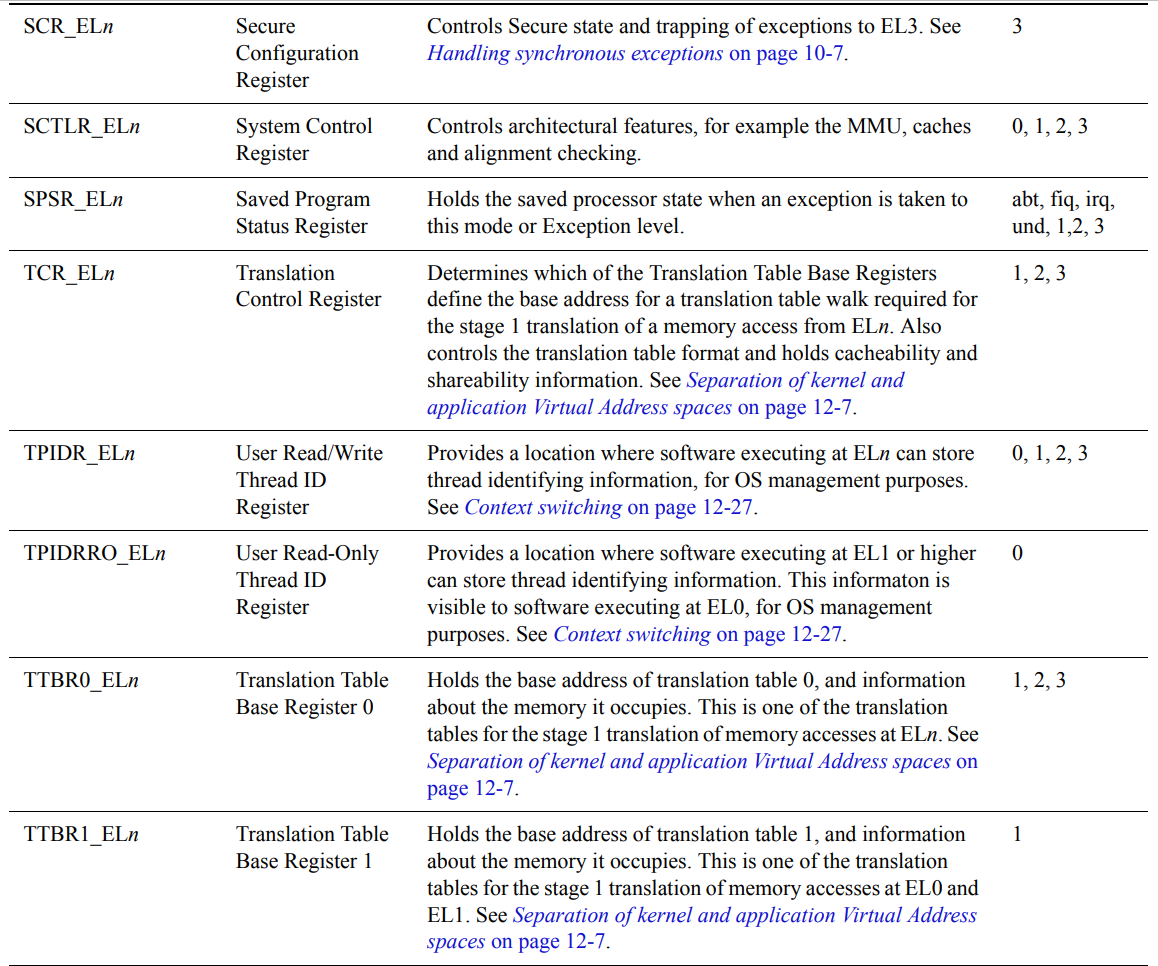 SCR_ELn Secure Controls Secure state and trapping of exceptions to EL3. See 3
Configuration Handling synchronous exceptions on page 10-7.
Register
SCTLR_ELn System Control Controls architectural features, for example the MMU, caches 0, 1, 2, 3
Register and alignment checking.
SPSR_ELn Saved Program Holds the saved processor state when an exception is taken to abt, fiq, irq,
Status Register this mode or Exception level. und, 1,2, 3
TCR_ELn Translation Determines which of the Translation Table Base Registers 1, 2, 3
Control Register define the base address for a translation table walk required for
the stage 1 translation of a memory access from ELn. Also
controls the translation table format and holds cacheability and
shareability information. See Separation of kernel and
application Virtual Address spaces on page 12-7.
TPIDR_ELn User Read/Write Provides a location where software executing at ELn can store 0, 1, 2, 3
Thread ID thread identifying information, for OS management purposes.
Register See Context switching on page 12-27.
TPIDRRO_ELn User Read-Only Provides a location where software executing at EL1 or higher 0
Thread ID can store thread identifying information. This informaton is
Register visible to software executing at EL0, for OS management
purposes. See Context switching on page 12-27.
TTBR0_ELn Translation Table Holds the base address of translation table 0, and information 1, 2, 3
Base Register 0 about the memory it occupies. This is one of the translation
tables for the stage 1 translation of memory accesses at ELn. See
Separation of kernel and application Virtual Address spaces on
page 12-7.
TTBR1_ELn Translation Table Holds the base address of translation table 1, and information 1
Base Register 1 about the memory it occupies. This is one of the translation
tables for the stage 1 translation of memory accesses at EL0 and
EL1. See Separation of kernel and application Virtual Address
spaces on page 12-7.